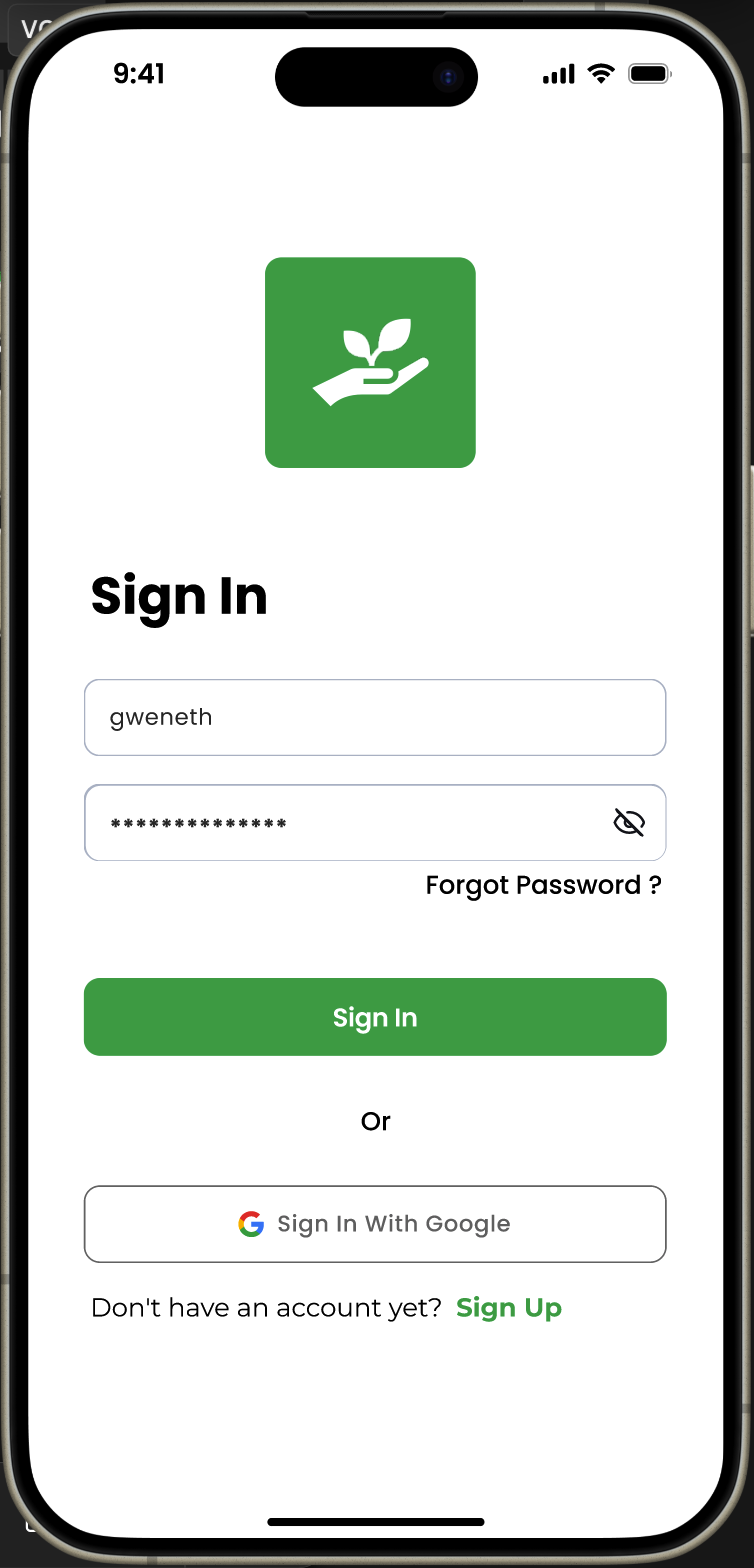 9:41
Sign In
gweneth
**************
Forgot Password ?
Sign In
Or
G Sign In With Google
Don't have an account yet? Sign Up